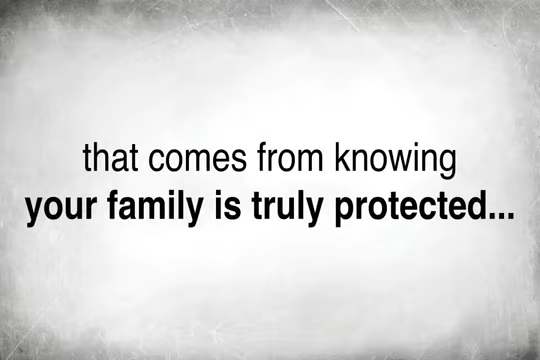 that comes from knowing
your family is truly protected...